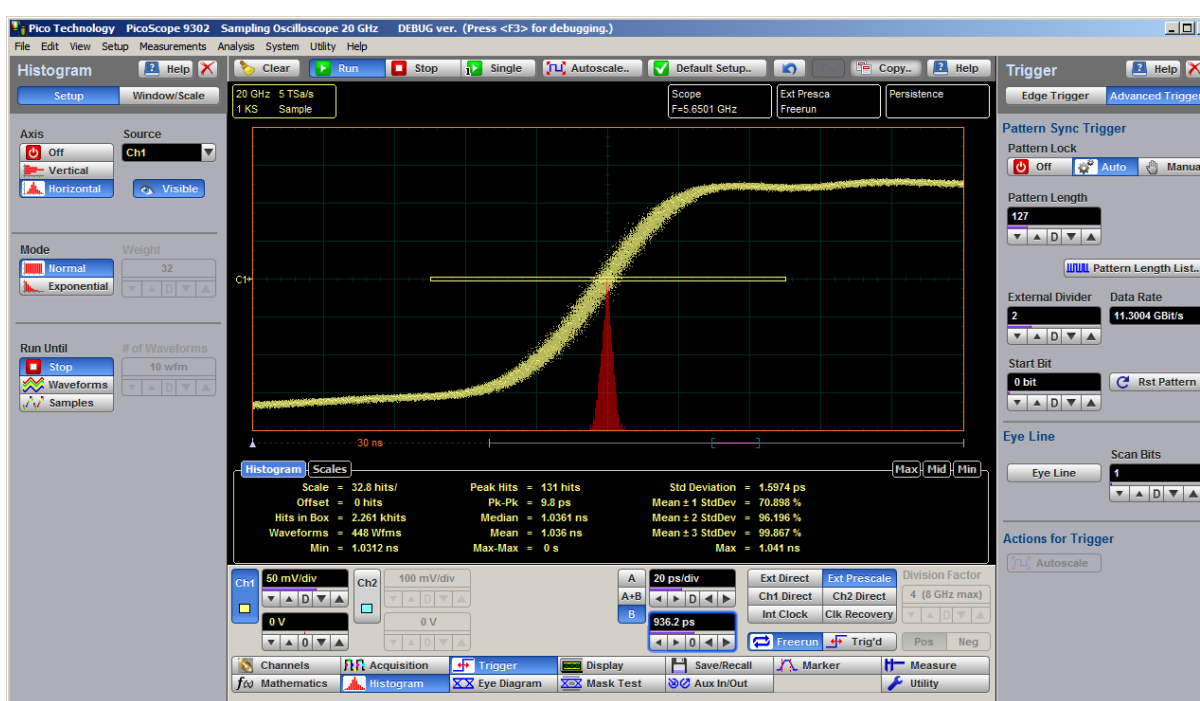 Pico Technology PicoScope 9302 Sampling Oscilloscope 20 GHz DEBUG ver. (Press <F3> for debugging.)
File Edit View Setup Measurements Analysis System Utility Help
Histogram
Help
Setup
Window/Scale
Axis
Source
Off
Ch1
Vertical
Horizontal
Visible
Mode
Weight
Normal
32
Exponential
D
Run Until
# of Waveforms
Stop
10 wfm
Waveforms
D
Samples
Clear
Run
Stop
Single
Autoscale..
Default Setup..
Copy..
Help
20 GHz 5 TSa/s
1 KS Sample
Scope
F=5.6501 GHz
Ext Presca
Freerun
Persistence
C1
30 ns
Histogram
Scales
Max
Mid
Min
Scale = 32.8 hits/
Peak Hits = 131 hits
Std Deviation = 1.5974 ps
Offset = 0 hits
Pk-Pk = 9.8 ps
Mean ± 1 StdDev = 70.898 %
Hits in Box = 2.261 khits
Median = 1.0361 ns
Mean ± 2 StdDev = 96.196 %
Waveforms = 448 Wfms
Mean = 1.036 ns
Mean ± 3 StdDev = 99.867 %
Min = 1.0312 ns
Max-Max = 0 s
Max = 1.041 ns
Ch1
50 mV/div
D
0 V
0
Ch2
100 mV/div
D
0 V
0
A
A+B
B
20 ps/div
D
936.2 ps
0
Ext Direct
Ext Prescale
Ch1 Direct
Ch2 Direct
Int Clock
Clk Recovery
Freerun
Trig'd
Division Factor
4 (8 GHz max)
D
Pos
Neg
Channels
Acquisition
Trigger
Display
Save/Recall
Marker
Measure
f(x) Mathematics
Histogram
Eye Diagram
Mask Test
Aux In/Out
Utility
Trigger
Help
Edge Trigger
Advanced Trigger
Pattern Sync Trigger
Pattern Lock
Off
Auto
Manua
Pattern Length
127
D
Pattern Length List..
External Divider
Data Rate
2
11.3004 GBit/s
D
Start Bit
0 bit
Rst Pattern
D
Eye Line
Scan Bits
Eye Line
1
D
Actions for Trigger
Autoscale